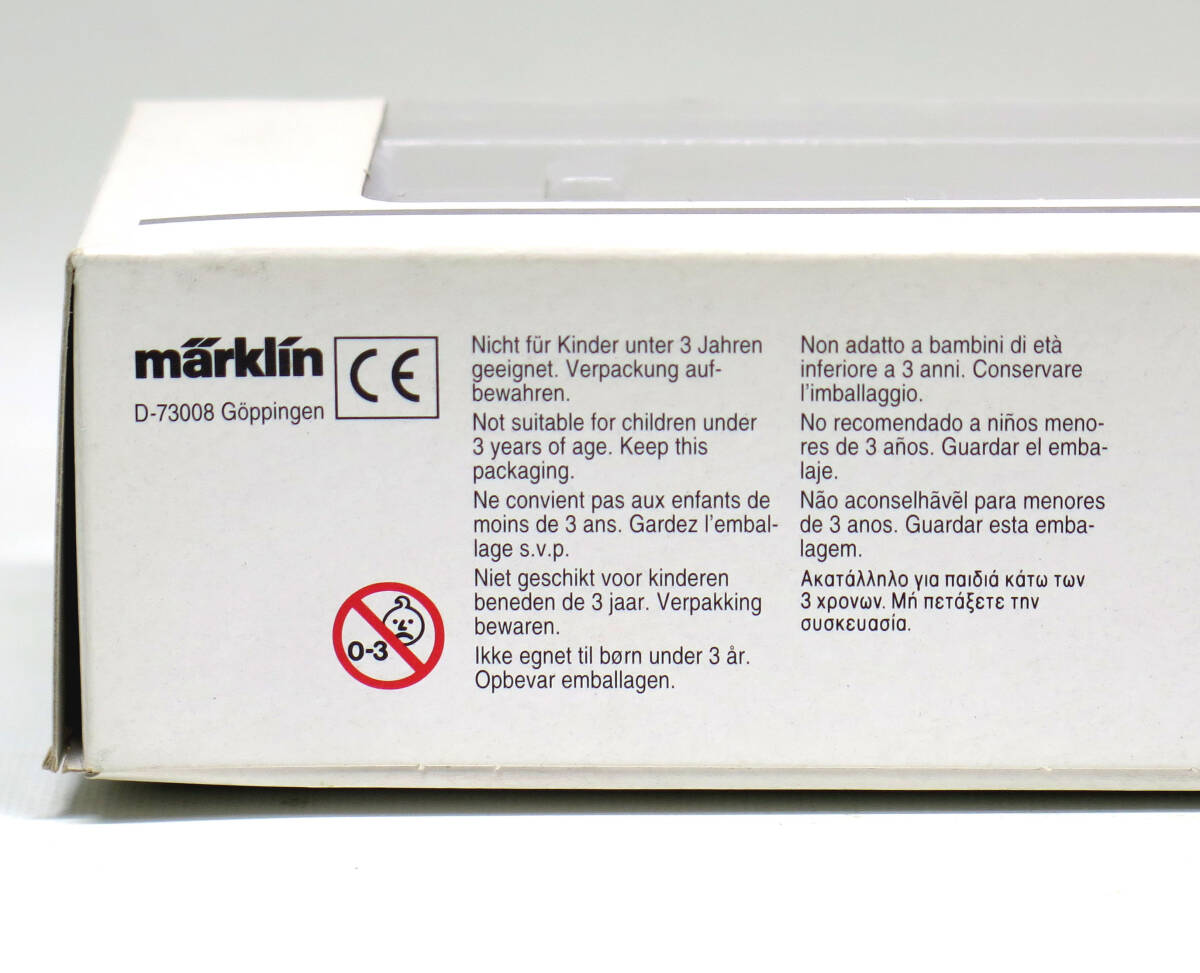 märklin
D-73008 Göppingen
CE
Nicht für Kinder unter 3 Jahren
geeignet. Verpackung auf-
bewahren.
Not suitable for children under
3 years of age. Keep this
packaging.
Ne convient pas aux enfants de
moins de 3 ans. Gardez l'embal-
lage s.v.p.
Niet geschikt voor kinderen
beneden de 3 jaar. Verpakking
bewaren.
Ikke egnet til børn under 3 år.
Opbevar emballagen.
Non adatto a bambini di età
inferiore a 3 anni. Conservare
l'imballaggio.
No recomendado a niños meno-
res de 3 años. Guardar el emba-
laje.
Não aconselhãvẽl para menores
de 3 anos. Guardar esta emba-
lagem.
Ακατάλληλο για παιδιά κάτω των
3 χρονων. Μή πετάξετε την
συσκευασία.
0-3